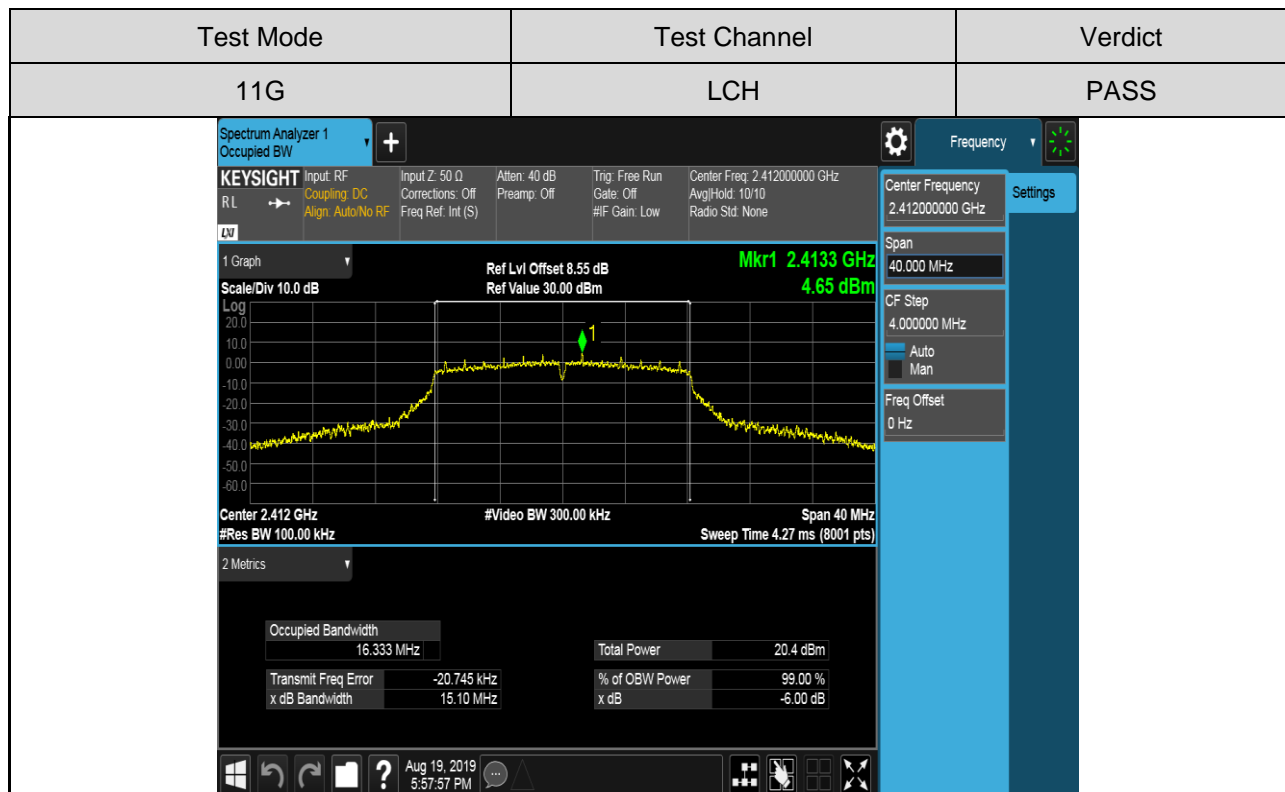 Test Mode Test Channel Verdict
11G LCH PASS
Spectrum Analyzer 1
Occupied BW
+
Frequency
KEYSIGHT Input: RF Input Z: 50 Ω Atten: 40 dB Trig: Free Run Center Freq: 2.412000000 GHz
RL Coupling: DC Corrections: Off Preamp: Off Gate: Off Avg|Hold: 10/10
Align: Auto/No RF Freq Ref: Int (S) #IF Gain: Low Radio Std: None
LXI
Center Frequency
2.412000000 GHz
Settings
Span
40.000 MHz
CF Step
4.000000 MHz
Auto
Man
Freq Offset
0 Hz
1 Graph
Ref Lvl Offset 8.55 dB
Mkr1 2.4133 GHz
Scale/Div 10.0 dB
Ref Value 30.00 dBm
4.65 dBm
Log
20.0
10.0
0.00
-10.0
-20.0
-30.0
-40.0
-50.0
-60.0
1
Center 2.412 GHz #Video BW 300.00 kHz Span 40 MHz
#Res BW 100.00 kHz Sweep Time 4.27 ms (8001 pts)
2 Metrics
Occupied Bandwidth
16.333 MHz
Total Power 20.4 dBm
Transmit Freq Error -20.745 kHz % of OBW Power 99.00 %
x dB Bandwidth 15.10 MHz x dB -6.00 dB
?
Aug 19, 2019
5:57:57 PM